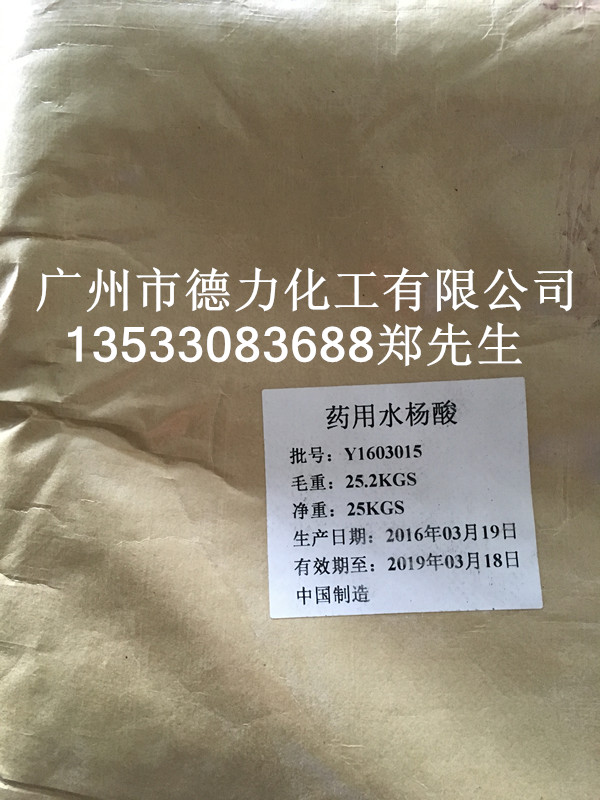 广州市德力化工有限公司
13533083688郑先生
药用水杨酸
批号：Y1603015
毛重：25.2KGS
净重：25KGS
生产日期：2016年03月19日
有效期至：2019年03月18日
中国制造